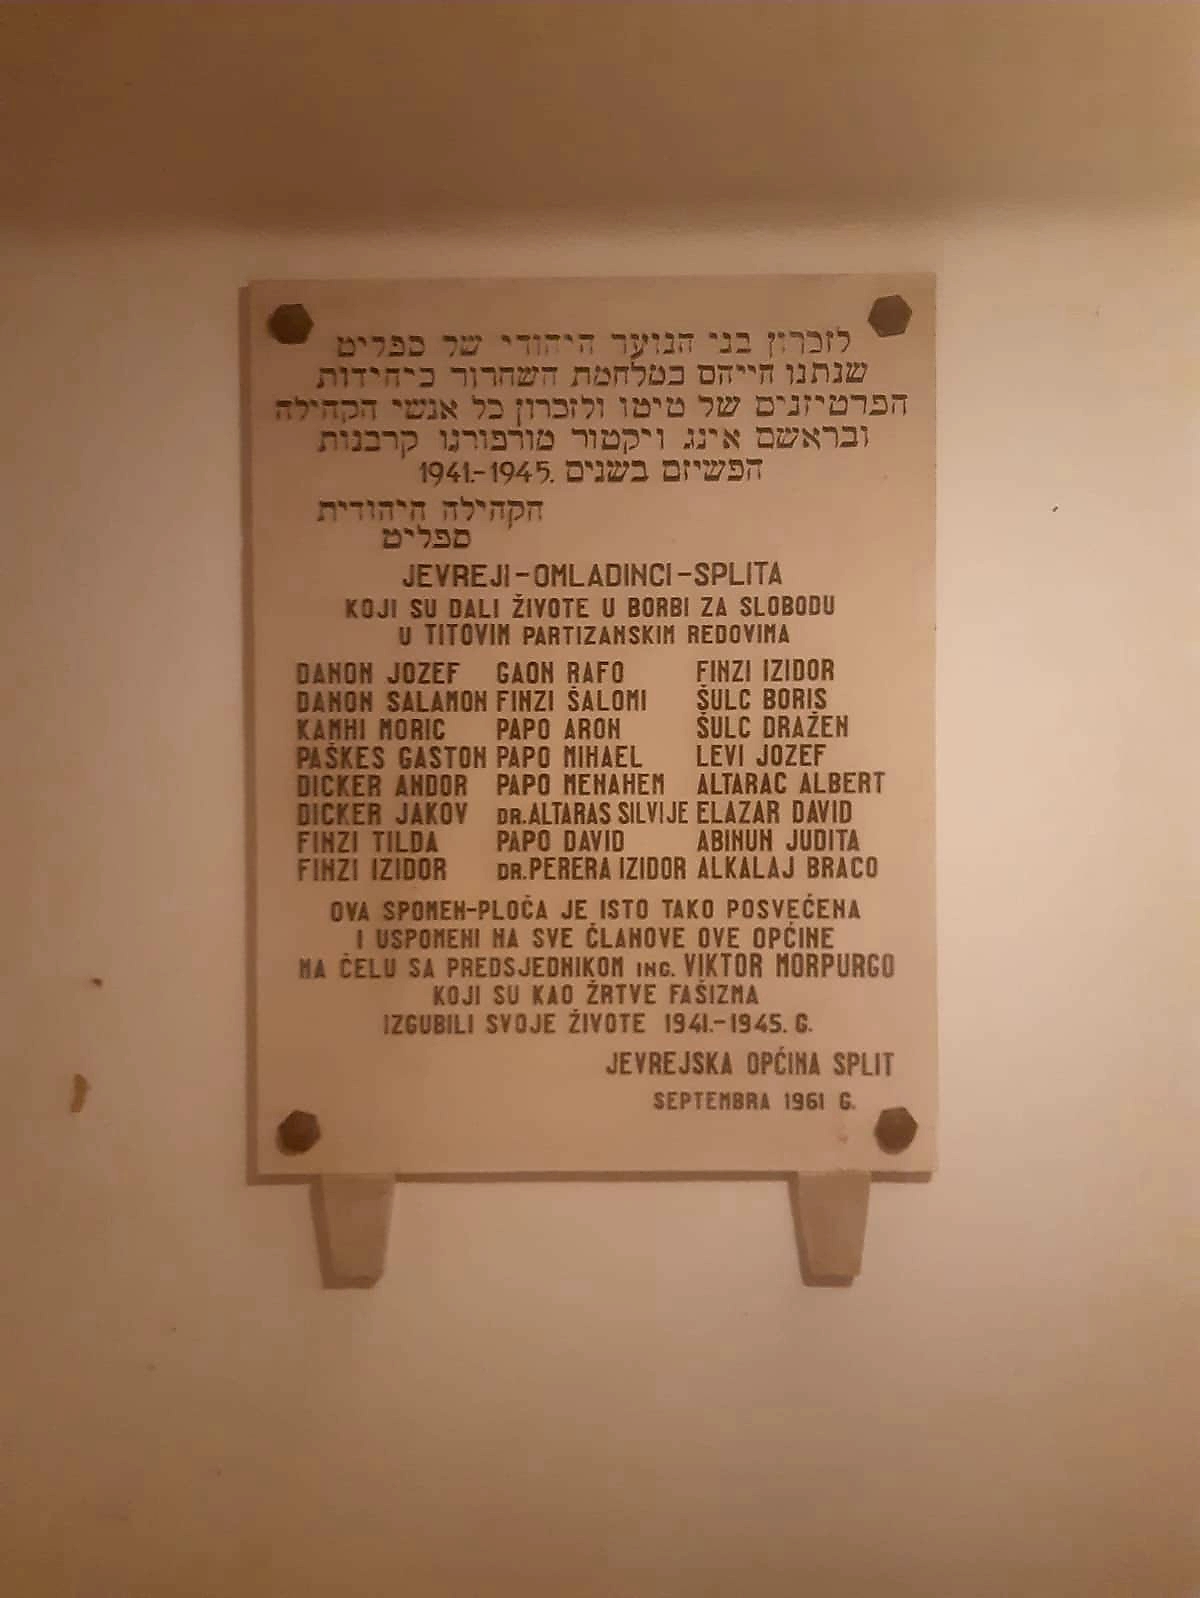 לזכרון בני הנוער היהודי של ספליט
שנתנו חייהם במלחמת השחרור ביחידות
הפרטיזנים של טיטו ולזכרון כל אנשי הקהילה
ובראשם אינג ויקטור מורפורגו קרבנות
הפשיזם בשנים 1941.-1945.
הקהילה היהודית
ספליט
JEVREJI-OMLADINCI-SPLITA
KOJI SU DALI ŽIVOTE U BORBI ZA SLOBODU
U TITOVIM PARTIZANSKIM REDOVIMA
DANON JOZEF GAON RAFO FINZI IZIDOR
DANON SALAMON FINZI ŠALOMI ŠULC BORIS
KAMHI MORIC PAPO ARON ŠULC DRAŽEN
PAŠKES GASTON PAPO MIHAEL LEVI JOZEF
DICKER ANDOR PAPO MENAHEM ALTARAC ALBERT
DICKER JAKOV DR. ALTARAS SILVIJE ELAZAR DAVID
FINZI TILDA PAPO DAVID ABINUN JUDITA
FINZI IZIDOR DR. PERERA IZIDOR ALKALAJ BRACO
OVA SPOMEN-PLOČA JE ISTO TAKO POSVEĆENA
I USPOMENI NA SVE ČLANOVE OVE OPĆINE
NA ČELU SA PREDSJEDNIKOM ING. VIKTOR MORPURGO
KOJI SU KAO ŽRTVE FAŠIZMA
IZGUBILI SVOJE ŽIVOTE 1941.-1945. G.
JEVREJSKA OPĆINA SPLIT
SEPTEMBRA 1961 G.